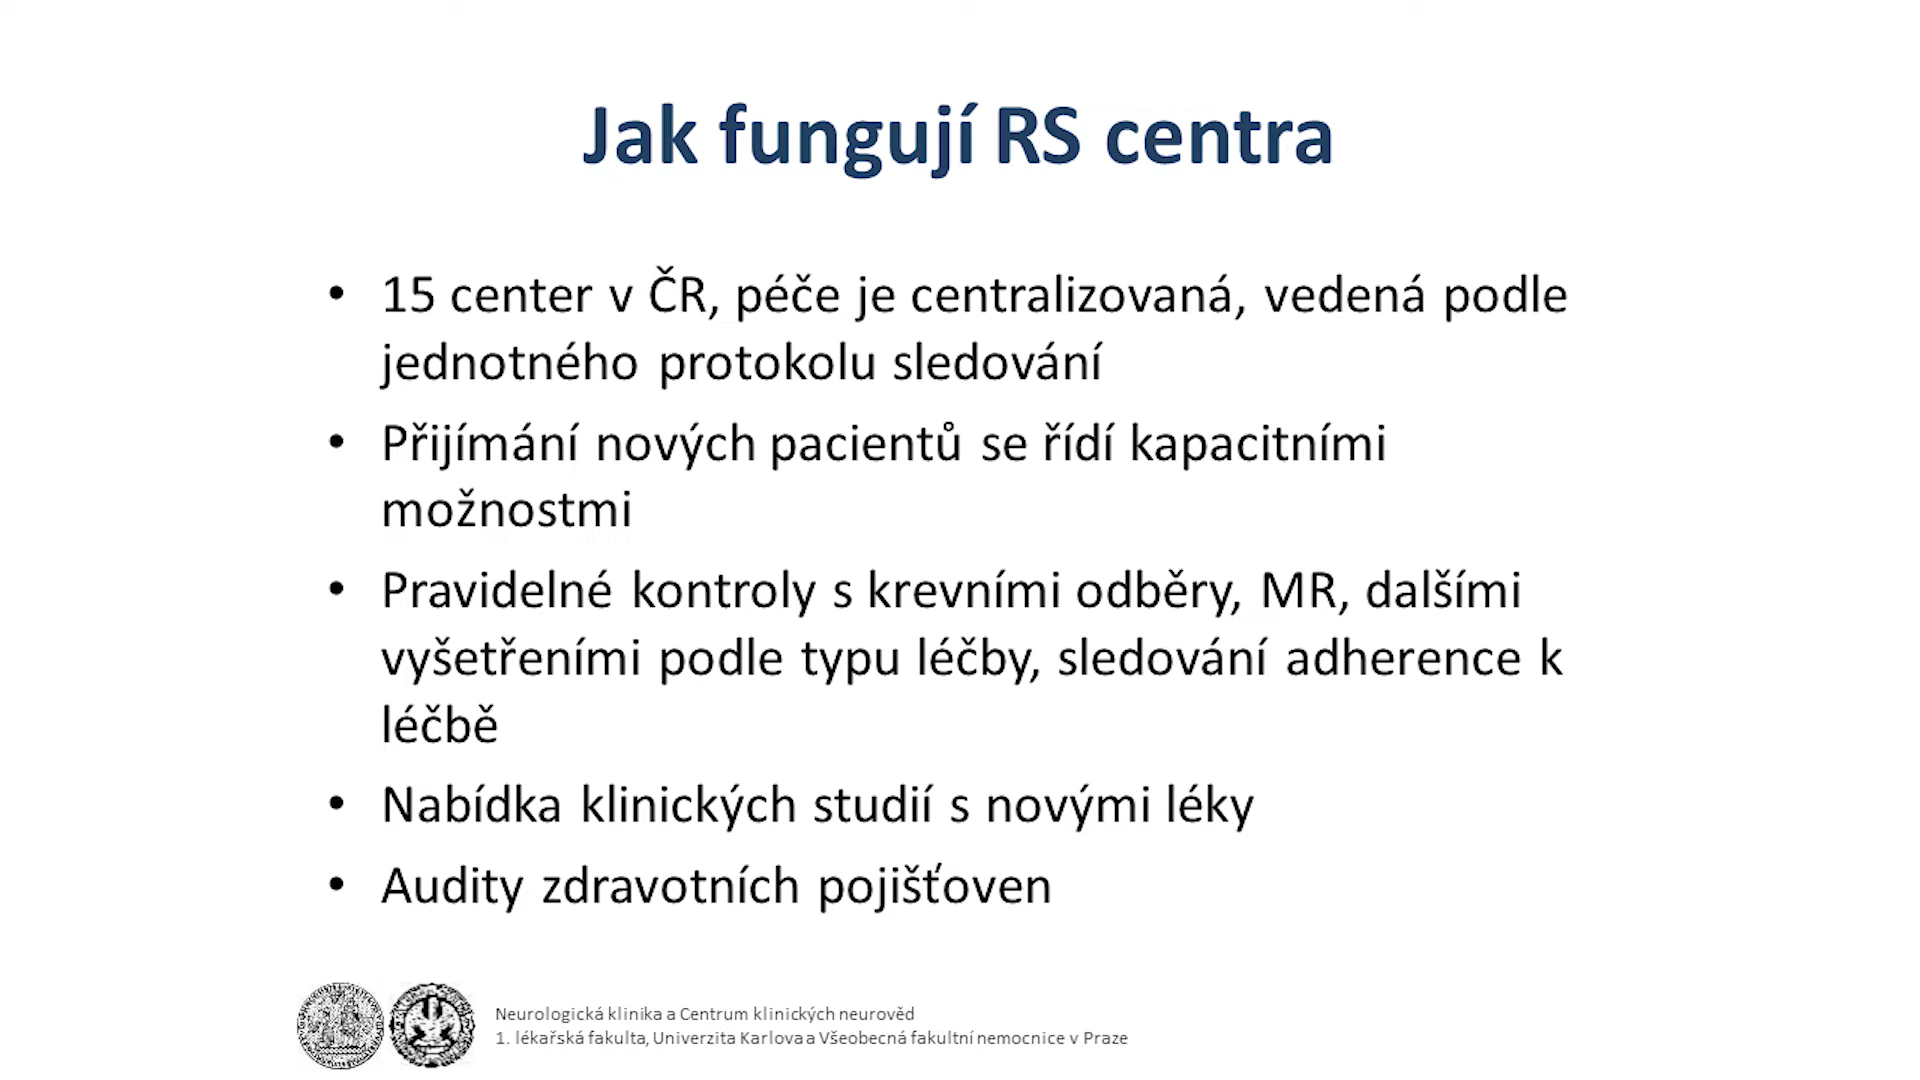 Jak fungují RS centra
• 15 center v ČR, péče je centralizovaná, vedená podle
jednotného protokolu sledování
• Přijímání nových pacientů se řídí kapacitními
možnostmi
• Pravidelné kontroly s krevními odběry, MR, dalšími
vyšetřeními podle typu léčby, sledování adherence k
léčbě
• Nabídka klinických studií s novými léky
• Audity zdravotních pojišťoven
Neurologická klinika a Centrum klinických neurověd
1. lékařská fakulta, Univerzita Karlova a Všeobecná fakultní nemocnice v Praze